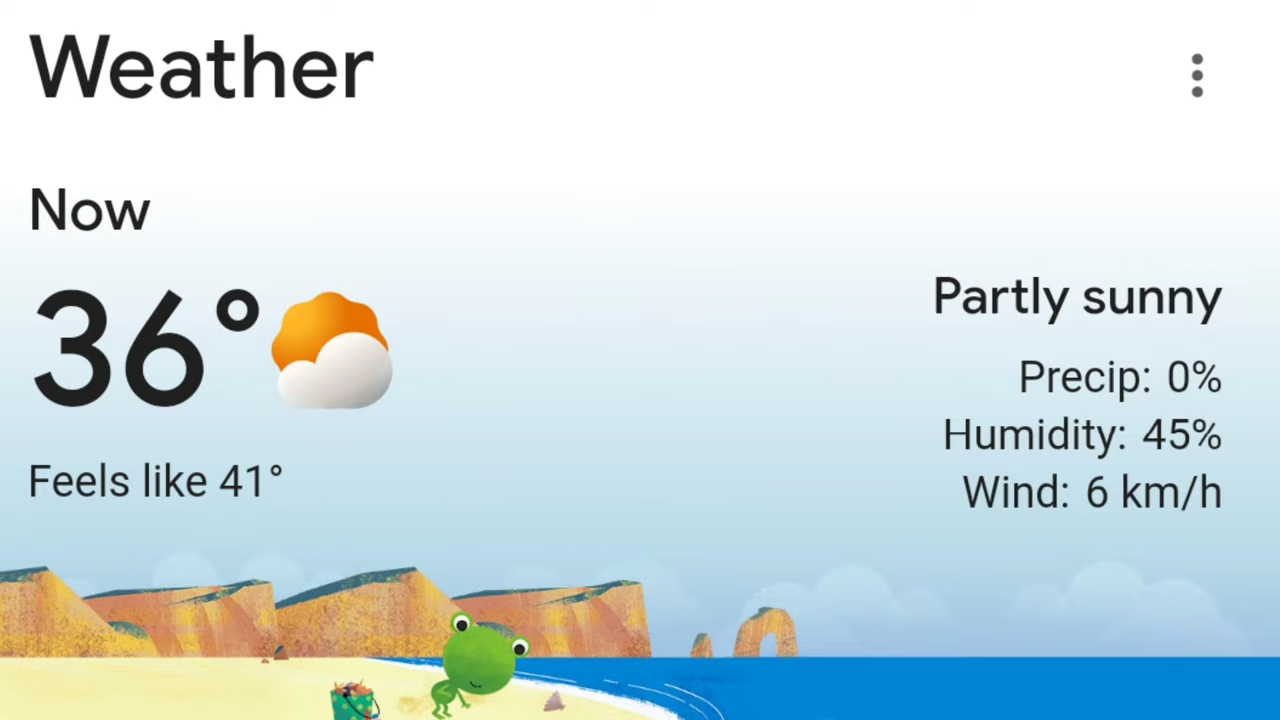 Weather
Now
36°
Feels like 41°
Partly sunny
Precip: 0%
Humidity: 45%
Wind: 6 km/h